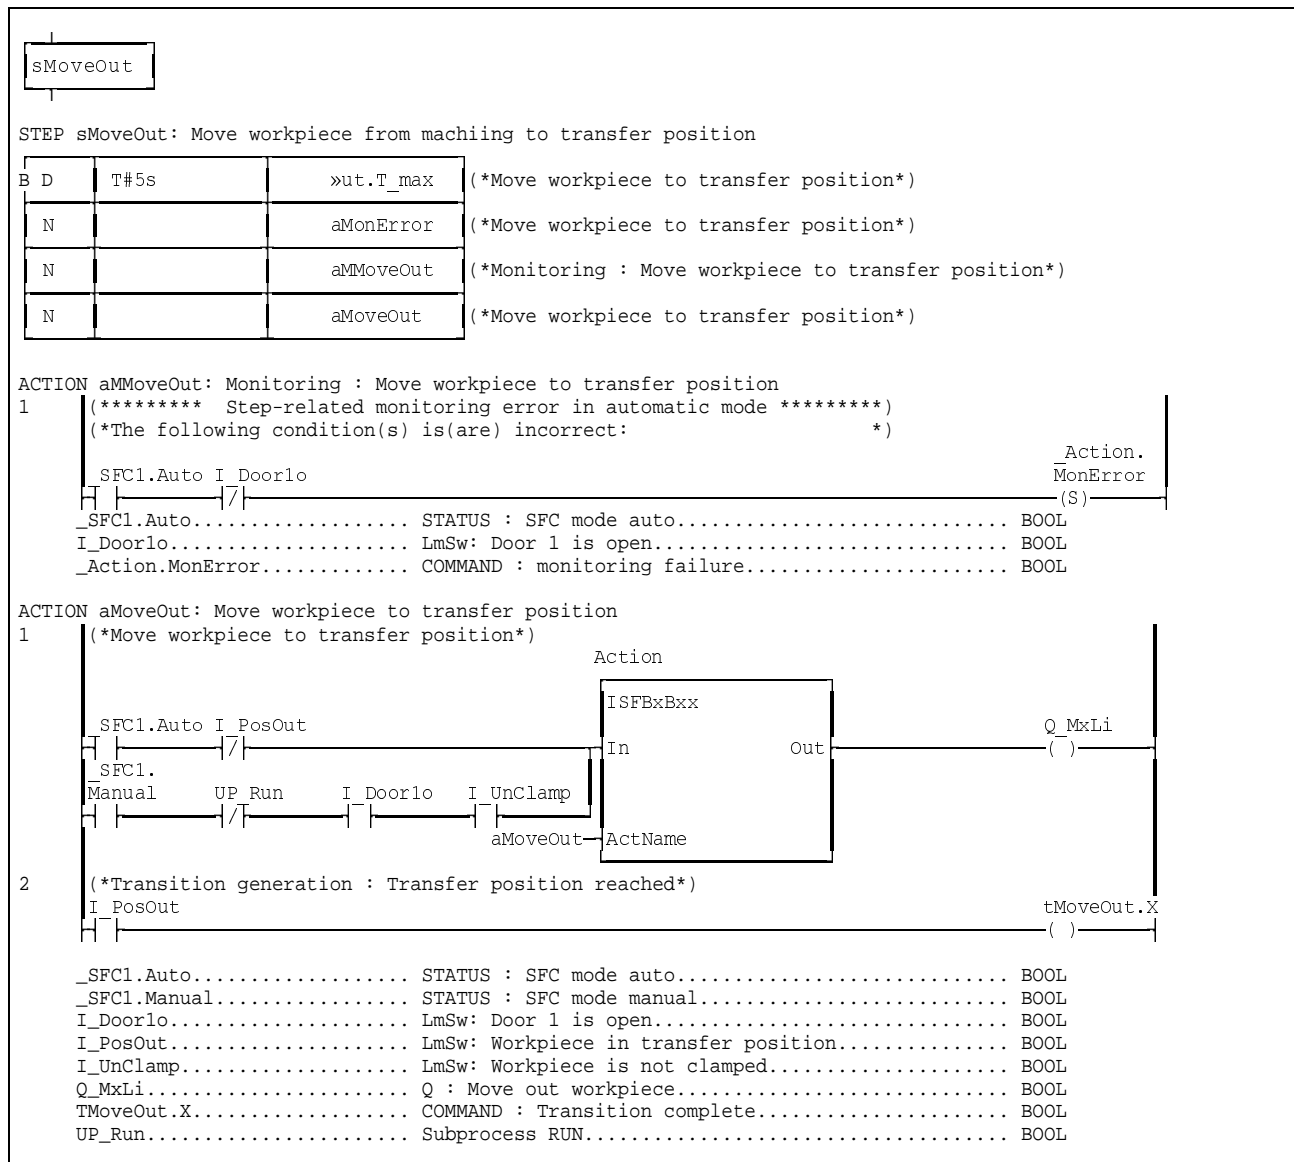 sMoveOut
STEP sMoveOut: Move workpiece from machiing to transfer position
B D T#5s »ut.T_max (*Move workpiece to transfer position*)
N aMonError (*Move workpiece to transfer position*)
N aMMoveOut (*Monitoring : Move workpiece to transfer position*)
N aMoveOut (*Move workpiece to transfer position*)
ACTION aMMoveOut: Monitoring : Move workpiece to transfer position
1 (********* Step-related monitoring error in automatic mode *********)
(*The following condition(s) is(are) incorrect: *)
_Action.
_SFC1.Auto I_Door1o MonError
/ (S)
_SFC1.Auto................... STATUS : SFC mode auto............................. BOOL
I_Door1o..................... LmSw: Door 1 is open............................... BOOL
_Action.MonError............. COMMAND : monitoring failure....................... BOOL
ACTION aMoveOut: Move workpiece to transfer position
1 (*Move workpiece to transfer position*)
Action
ISFBxBxx
_SFC1.Auto I_PosOut Q_MxLi
/ In Out ( )
_SFC1.
Manual UP_Run I_Door1o I_UnClamp
/
aMoveOut ActName
2 (*Transition generation : Transfer position reached*)
I_PosOut tMoveOut.X
( )
_SFC1.Auto................... STATUS : SFC mode auto............................. BOOL
_SFC1.Manual................. STATUS : SFC mode manual........................... BOOL
I_Door1o..................... LmSw: Door 1 is open............................... BOOL
I_PosOut..................... LmSw: Workpiece in transfer position............... BOOL
I_UnClamp.................... LmSw: Workpiece is not clamped..................... BOOL
Q_MxLi....................... Q : Move out workpiece............................. BOOL
TMoveOut.X................... COMMAND : Transition complete...................... BOOL
UP_Run....................... Subprocess RUN..................................... BOOL